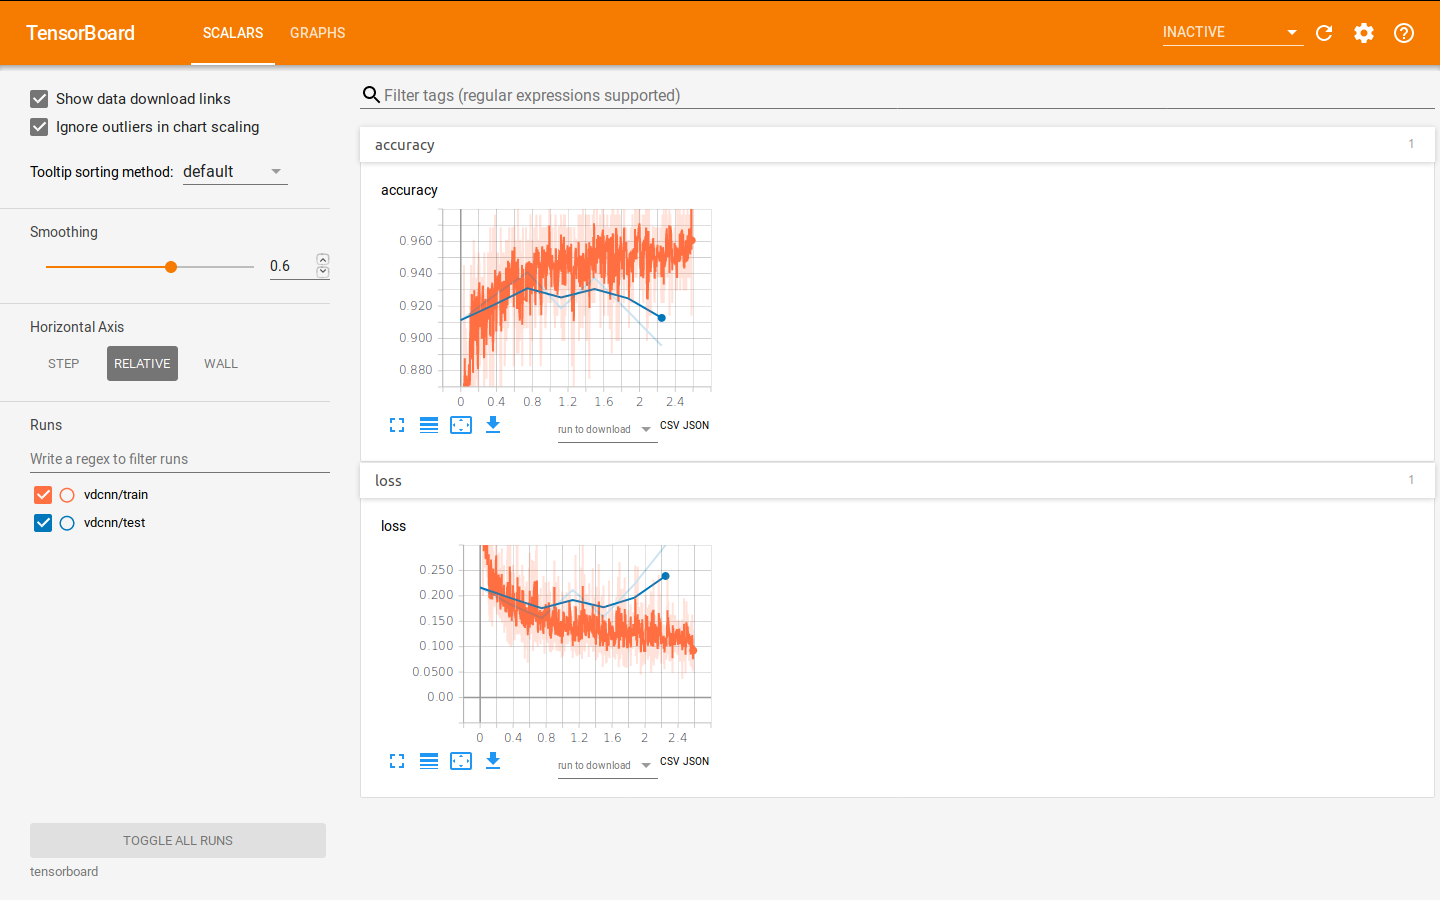 TensorBoard SCALARS GRAPHS INACTIVE
Show data download links
Ignore outliers in chart scaling
Tooltip sorting method: default
Smoothing
0.6
Horizontal Axis
STEP RELATIVE WALL
Runs
Write a regex to filter runs
vdcnn/train
vdcnn/test
TOGGLE ALL RUNS
tensorboard
Filter tags (regular expressions supported)
accuracy 1
accuracy
0.960
0.940
0.920
0.900
0.880
0 0.4 0.8 1.2 1.6 2 2.4
run to download CSV JSON
loss 1
loss
0.250
0.200
0.150
0.100
0.0500
0.00
0 0.4 0.8 1.2 1.6 2 2.4
run to download CSV JSON